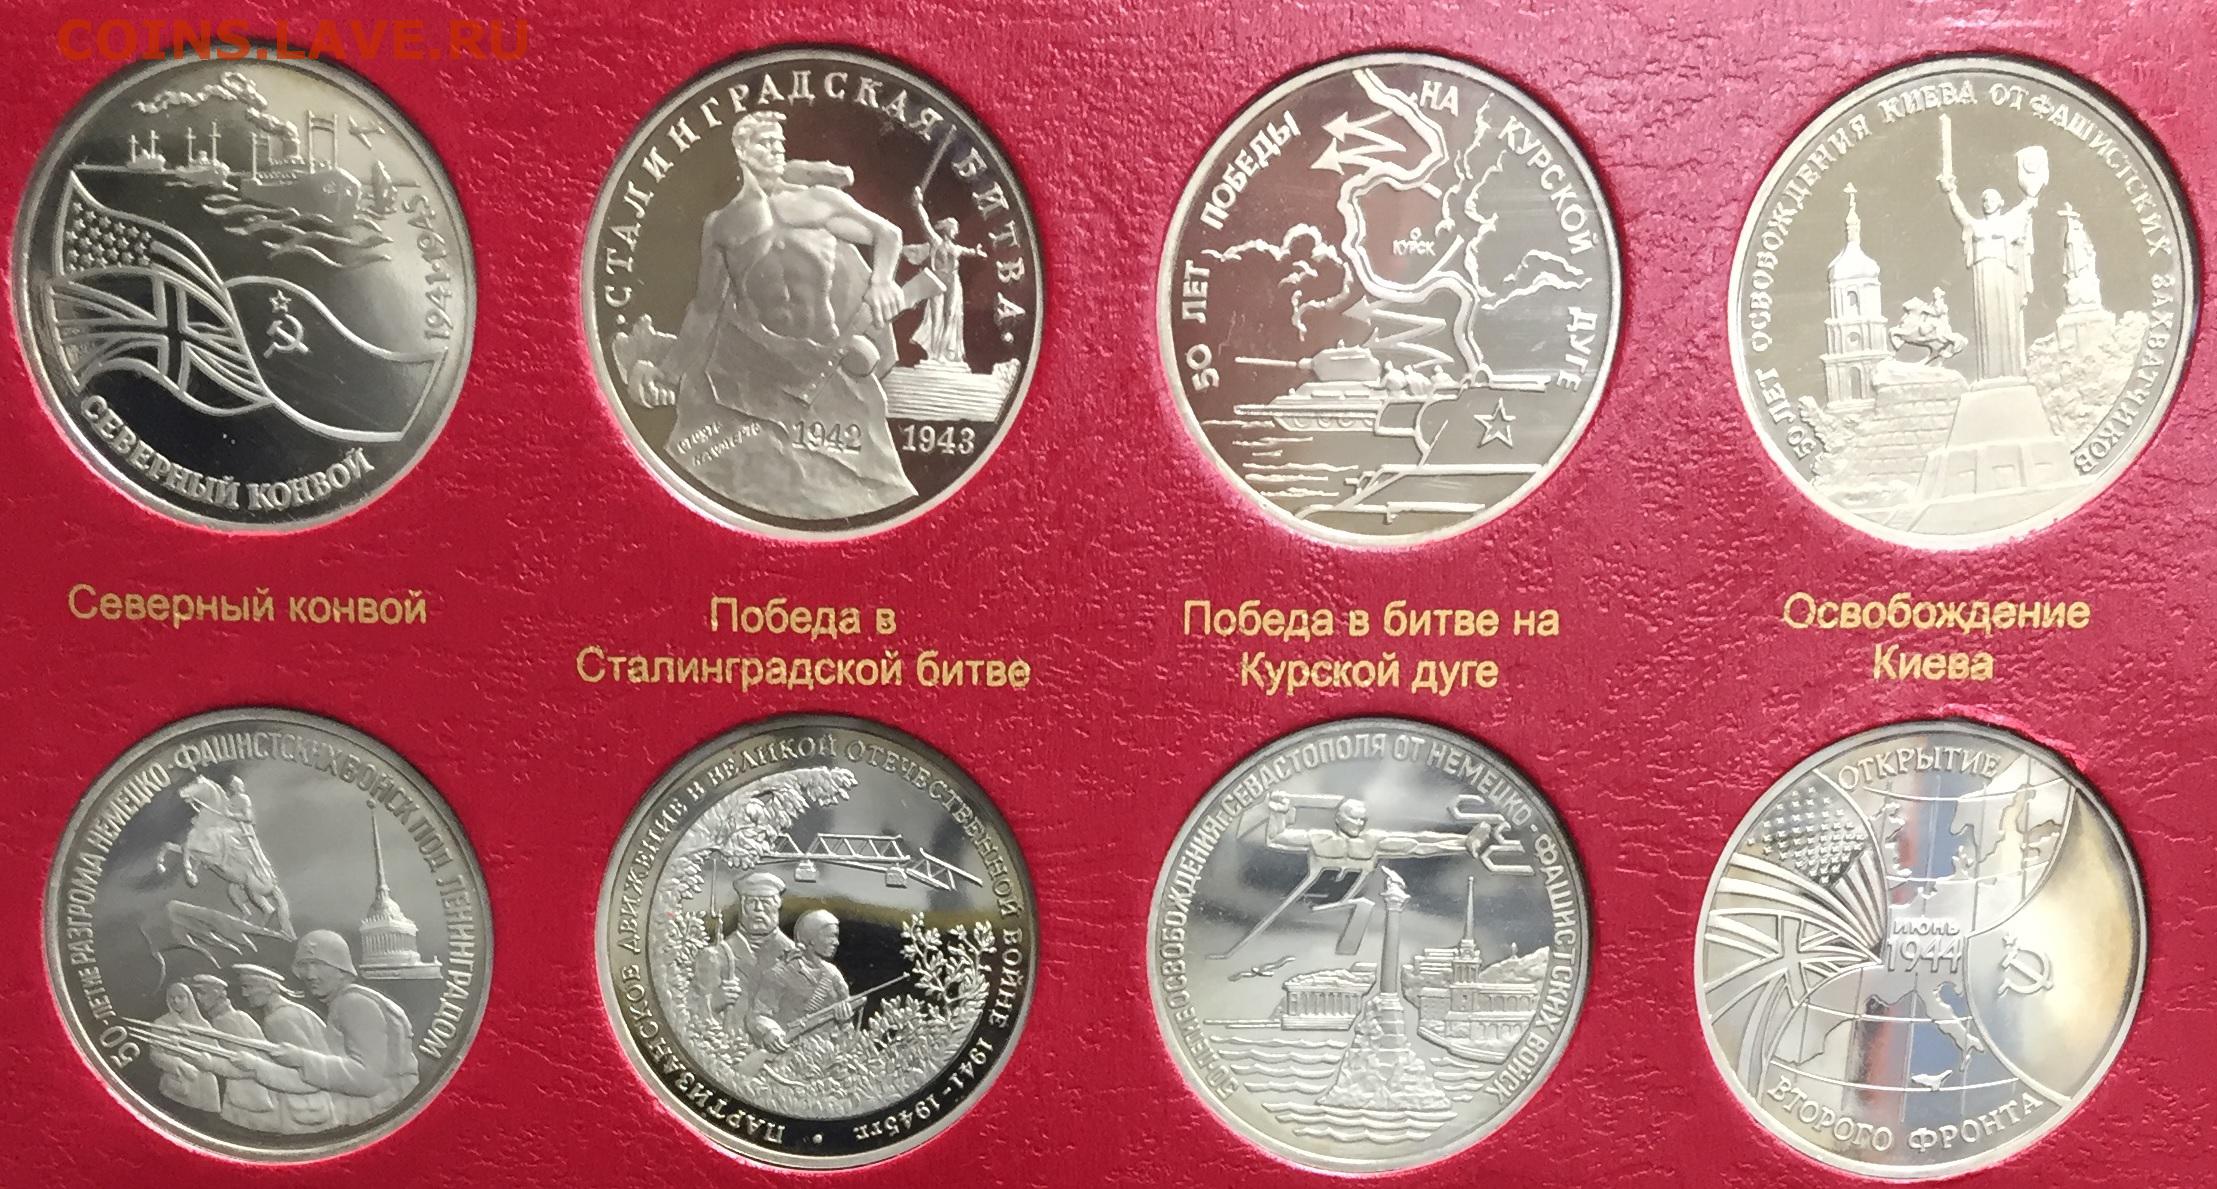 COINS.LAVE.RU
1941-1945
СЕВЕРНЫЙ КОНВОЙ
СТАЛИНГРАДСКАЯ БИТВА
1942 1943
50 ЛЕТ ПОБЕДЫ НА КУРСКОЙ ДУГЕ
КУРСК
50 ЛЕТ ОСВОБОЖДЕНИЯ КИЕВА ОТ ФАШИСТСКИХ ЗАХВАТЧИКОВ
Северный конвой
Победа в
Сталинградской битве
Победа в битве на
Курской дуге
Освобождение
Киева
50-ЛЕТИЕ РАЗГРОМА НЕМЕЦКО-ФАШИСТСКИХ ВОЙСК ПОД ЛЕНИНГРАДОМ
ПАРТИЗАНСКОЕ ДВИЖЕНИЕ В ВЕЛИКОЙ ОТЕЧЕСТВЕННОЙ ВОЙНЕ 1941-1945гг.
50-ЛЕТИЕ ОСВОБОЖДЕНИЯ г. СЕВАСТОПОЛЯ ОТ НЕМЕЦКО-ФАШИСТСКИХ ВОЙСК
ОТКРЫТИЕ
ИЮНЬ
1944
ВТОРОГО ФРОНТА